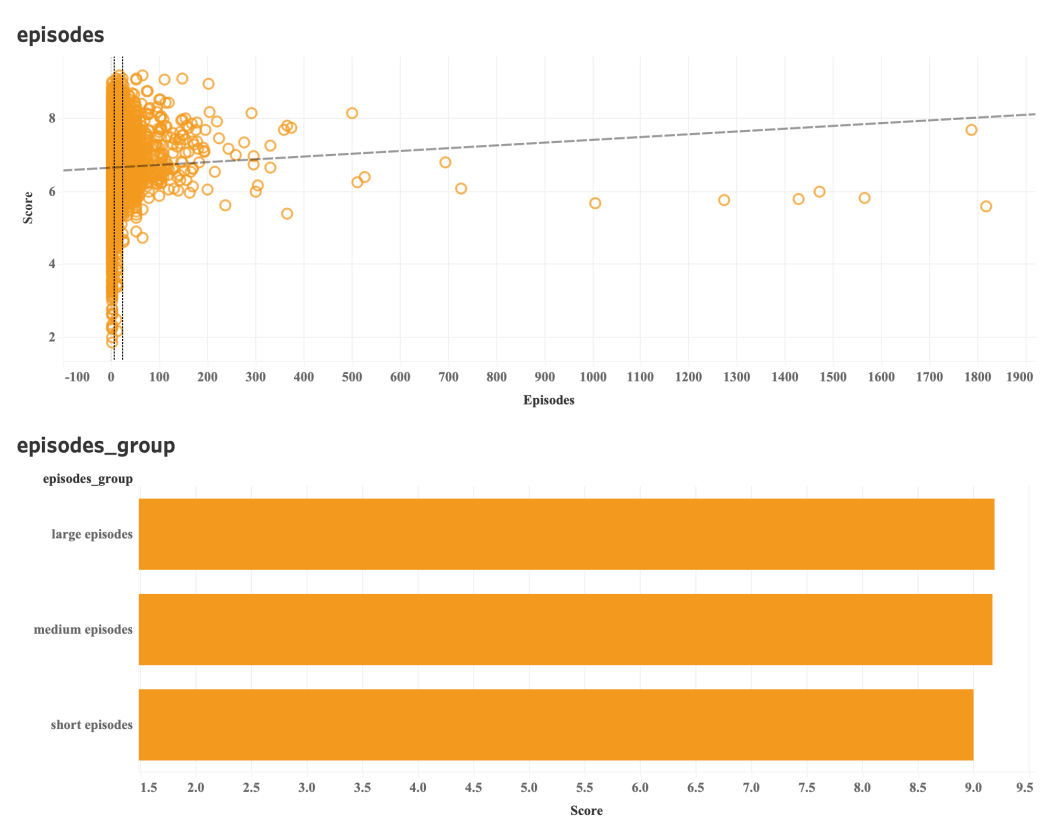 episodes
8
6
4
2
Score
-100 0 100 200 300 400 500 600 700 800 900 1000 1100 1200 1300 1400 1500 1600 1700 1800 1900
Episodes
episodes_group
episodes_group
large episodes
medium episodes
short episodes
1.5 2.0 2.5 3.0 3.5 4.0 4.5 5.0 5.5 6.0 6.5 7.0 7.5 8.0 8.5 9.0 9.5
Score